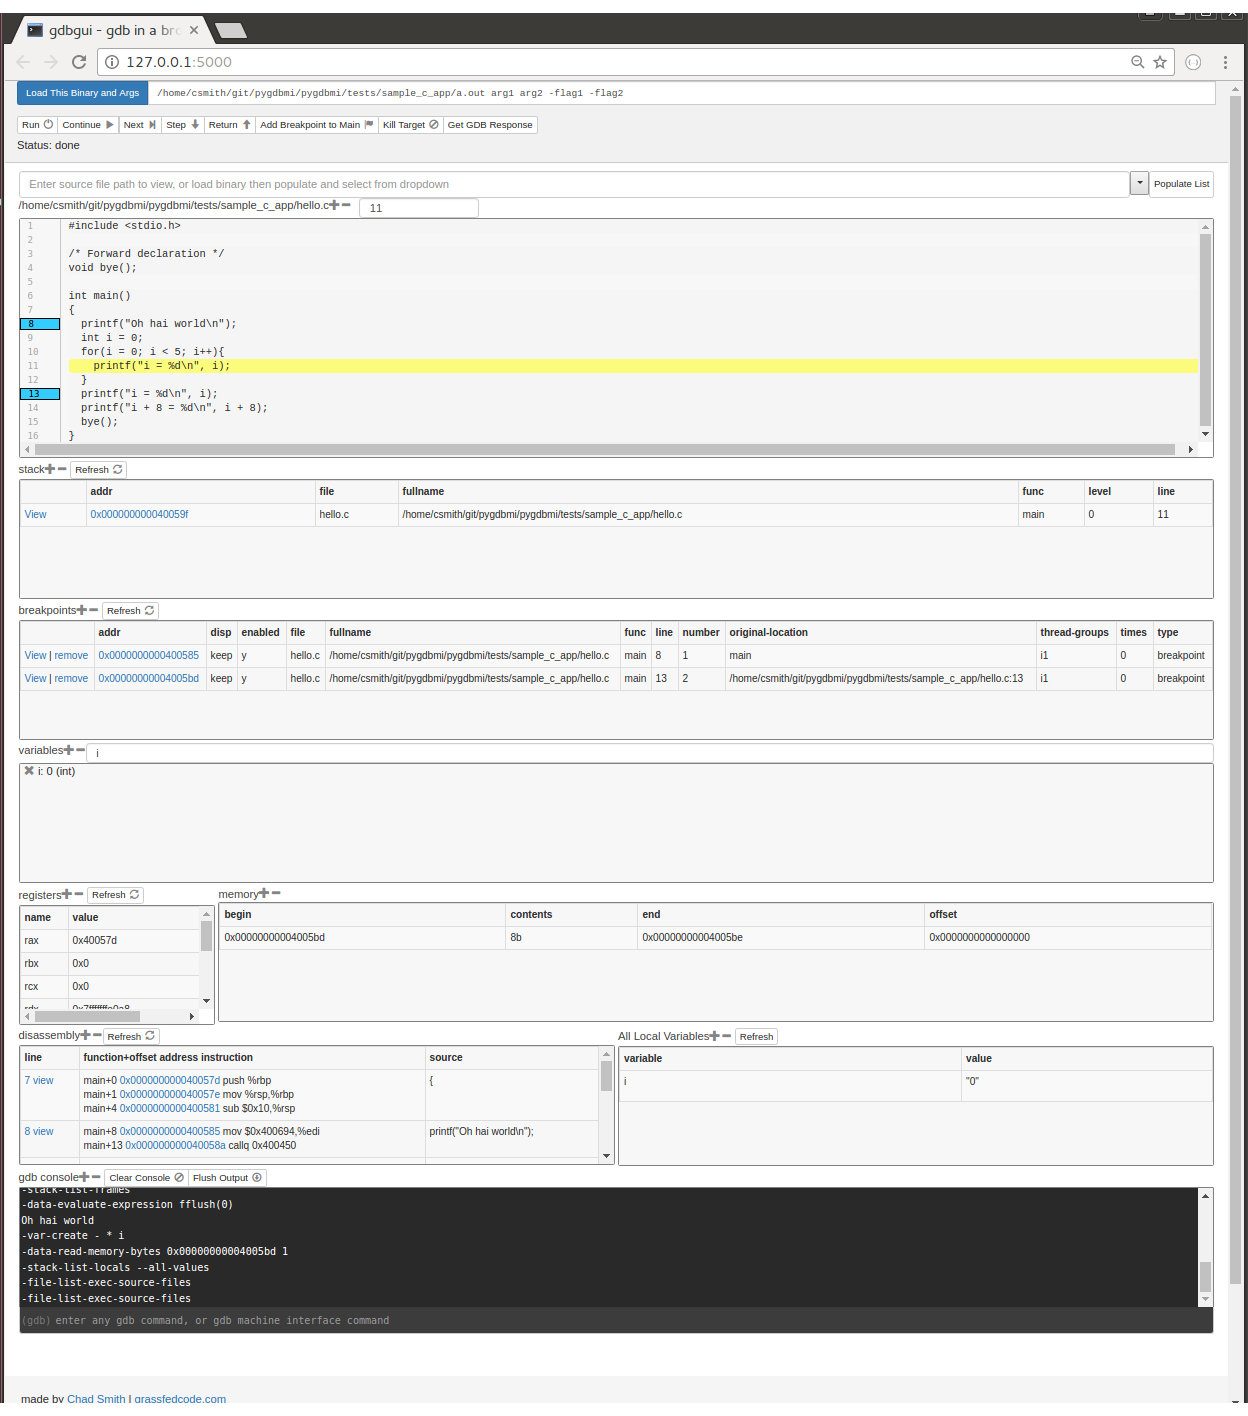 gdbgui - gdb in a bro
127.0.0.1:5000
Load This Binary and Args /home/csmith/git/pygdbmi/pygdbmi/tests/sample_c_app/a.out arg1 arg2 -flag1 -flag2
Run Continue Next Step Return Add Breakpoint to Main Kill Target Get GDB Response
Status: done
Enter source file path to view, or load binary then populate and select from dropdown Populate List
/home/csmith/git/pygdbmi/pygdbmi/tests/sample_c_app/hello.c 11
1 #include <stdio.h>
2
3 /* Forward declaration */
4 void bye();
5
6 int main()
7 {
8 printf("Oh hai world\n");
9 int i = 0;
10 for(i = 0; i < 5; i++){
11 printf("i = %d\n", i);
12 }
13 printf("i = %d\n", i);
14 printf("i + 8 = %d\n", i + 8);
15 bye();
16 }
stack Refresh
addr file fullname func level line
View 0x000000000040059f hello.c /home/csmith/git/pygdbmi/pygdbmi/tests/sample_c_app/hello.c main 0 11
breakpoints Refresh
addr disp enabled file fullname func line number original-location thread-groups times type
View | remove 0x0000000000400585 keep y hello.c /home/csmith/git/pygdbmi/pygdbmi/tests/sample_c_app/hello.c main 8 1 main i1 0 breakpoint
View | remove 0x00000000004005bd keep y hello.c /home/csmith/git/pygdbmi/pygdbmi/tests/sample_c_app/hello.c main 13 2 /home/csmith/git/pygdbmi/pygdbmi/tests/sample_c_app/hello.c:13 i1 0 breakpoint
variables i
i: 0 (int)
registers Refresh
name value
rax 0x40057d
rbx 0x0
rcx 0x0
rdx 0x7fffffffe0a8
memory
begin contents end offset
0x00000000004005bd 8b 0x00000000004005be 0x0000000000000000
disassembly Refresh
line function+offset address instruction source
7 view main+0 0x000000000040057d push %rbp {
main+1 0x000000000040057e mov %rsp,%rbp
main+4 0x0000000000400581 sub $0x10,%rsp
8 view main+8 0x0000000000400585 mov $0x400694,%edi printf("Oh hai world\n");
main+13 0x000000000040058a callq 0x400450
All Local Variables Refresh
variable value
i "0"
gdb console Clear Console Flush Output
-stack-list-frames
-data-evaluate-expression fflush(0)
Oh hai world
-var-create - * i
-data-read-memory-bytes 0x00000000004005bd 1
-stack-list-locals --all-values
-file-list-exec-source-files
-file-list-exec-source-files
(gdb) enter any gdb command, or gdb machine interface command
made by Chad Smith | grassfedcode.com